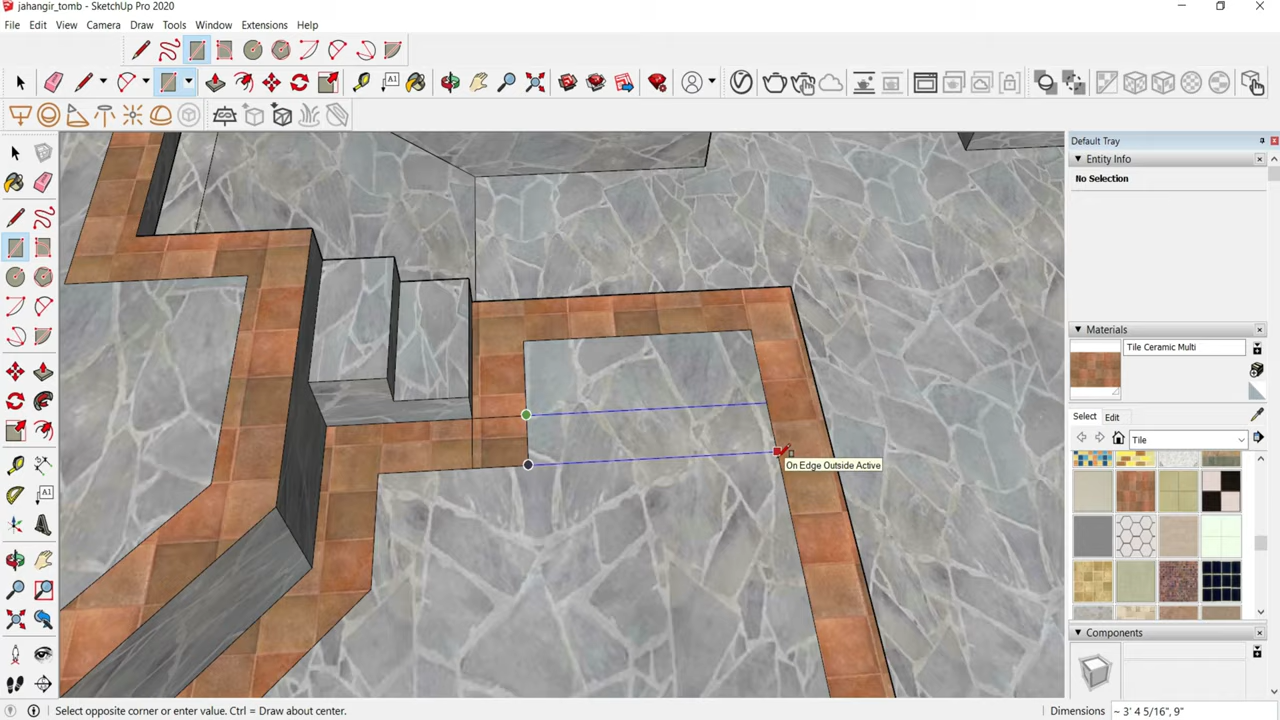 jahangir_tomb - SketchUp Pro 2020
File Edit View Camera Draw Tools Window Extensions Help
A1
Default Tray
Entity Info
No Selection
Materials
Tile Ceramic Multi
Select Edit
Tile
On Edge Outside Active
A1
Components
Select opposite corner or enter value. Ctrl = Draw about center.
Dimensions ~ 3' 4 5/16", 9"